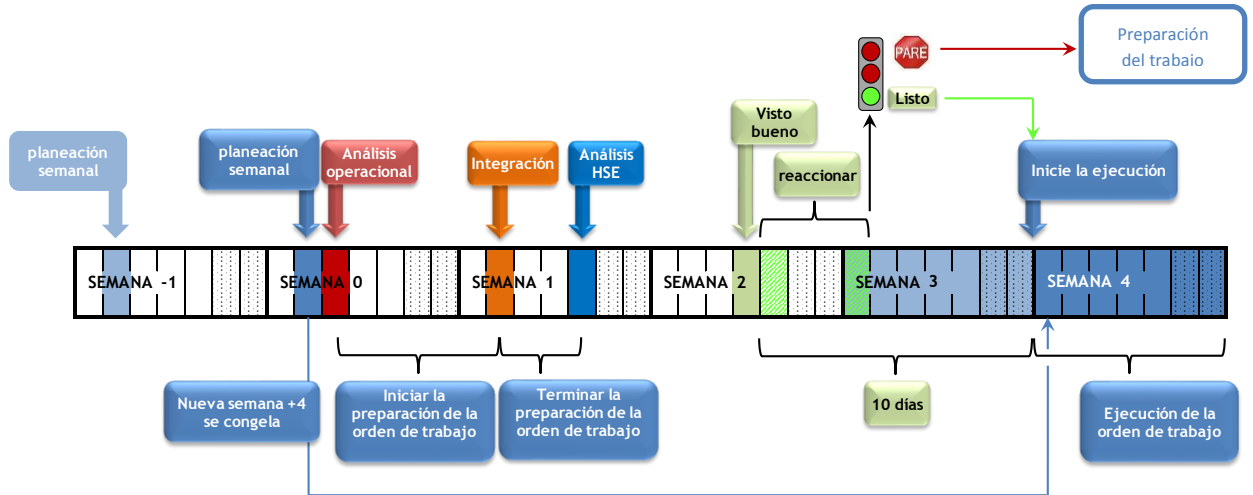 PARE
Preparación
del trabaio
Listo
Visto
bueno
planeación
semanal
planeación
semanal
Análisis
operacional
Integración
Análisis
HSE
reaccionar
Inicie la ejecución
SEMANA -1
SEMANA 0
SEMANA 1
SEMANA 2
SEMANA 3
SEMANA 4
Nueva semana +4
se congela
Iniciar la
preparación de la
orden de trabajo
Terminar la
preparación de la
orden de trabajo
10 días
Ejecución de la
orden de trabajo